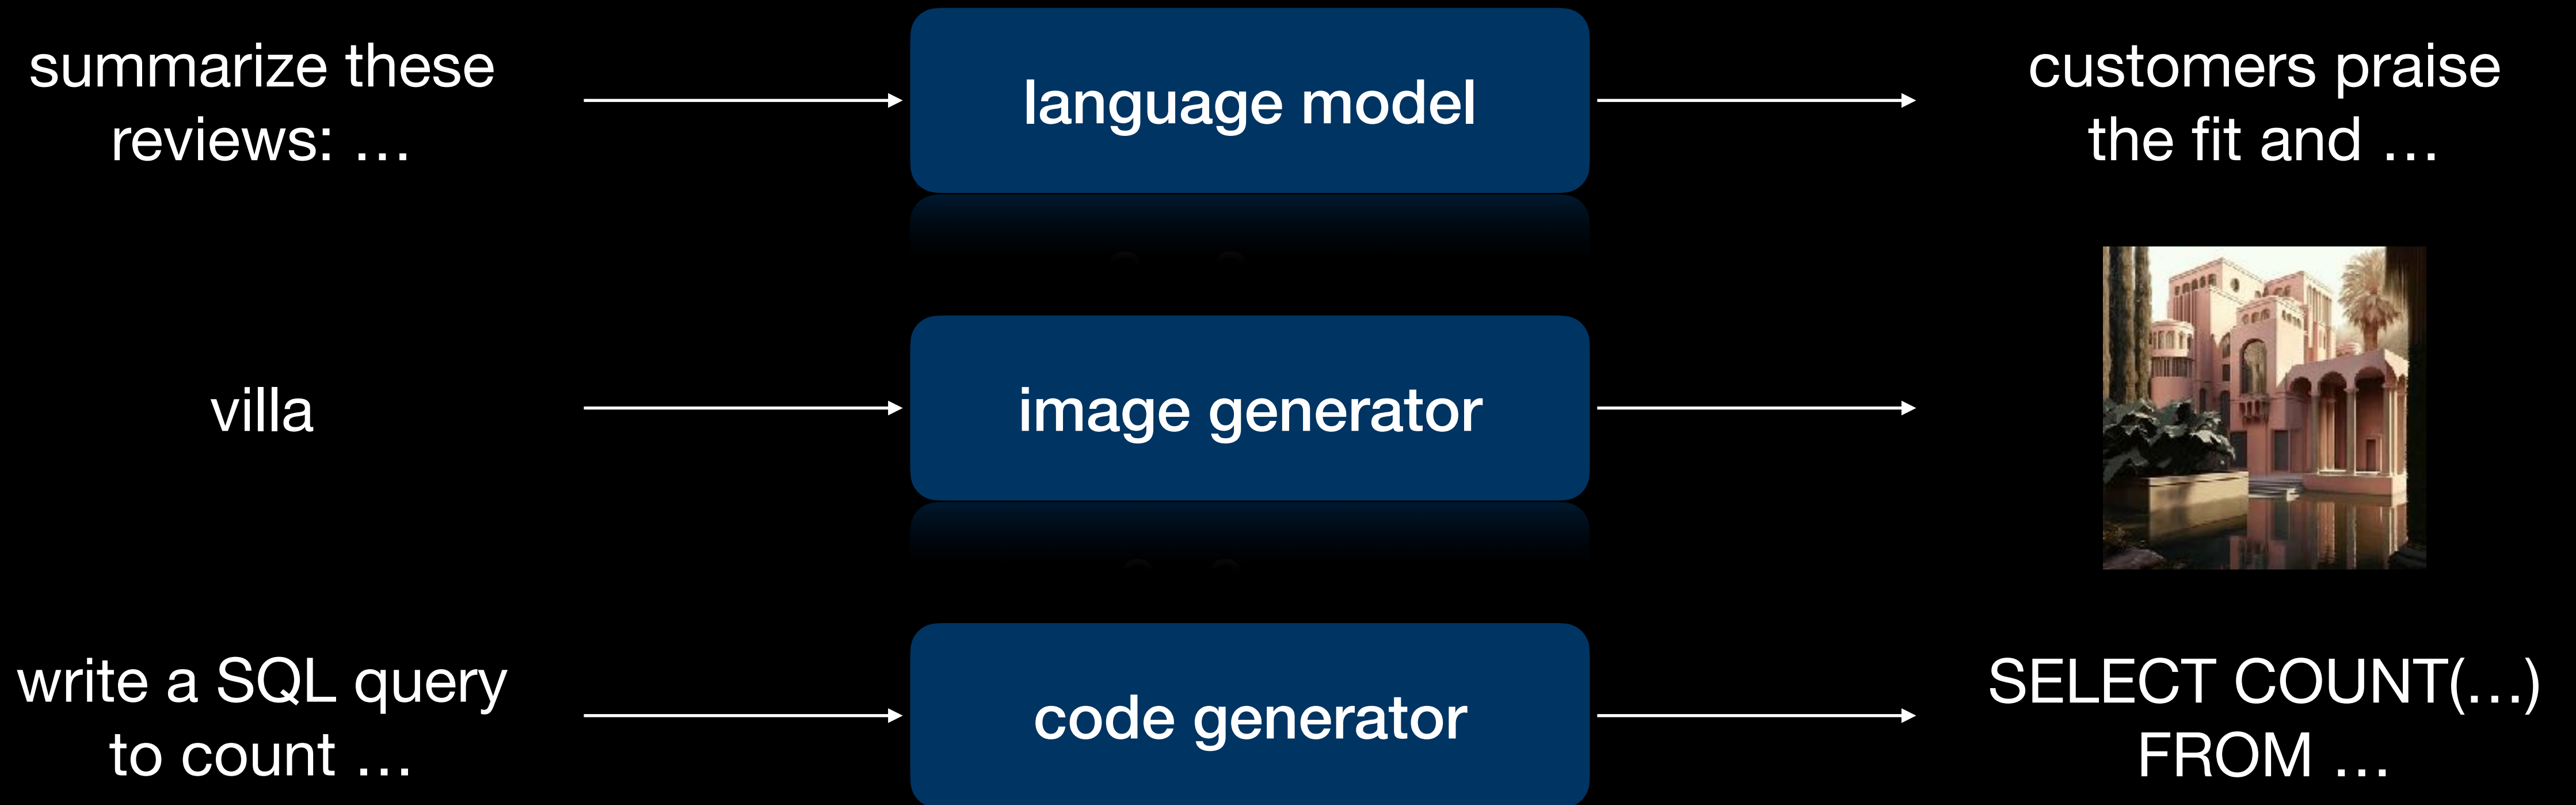 summarize these
reviews: …
language model
customers praise
the fit and …
villa
image generator
write a SQL query
to count …
code generator
SELECT COUNT(…)
FROM …